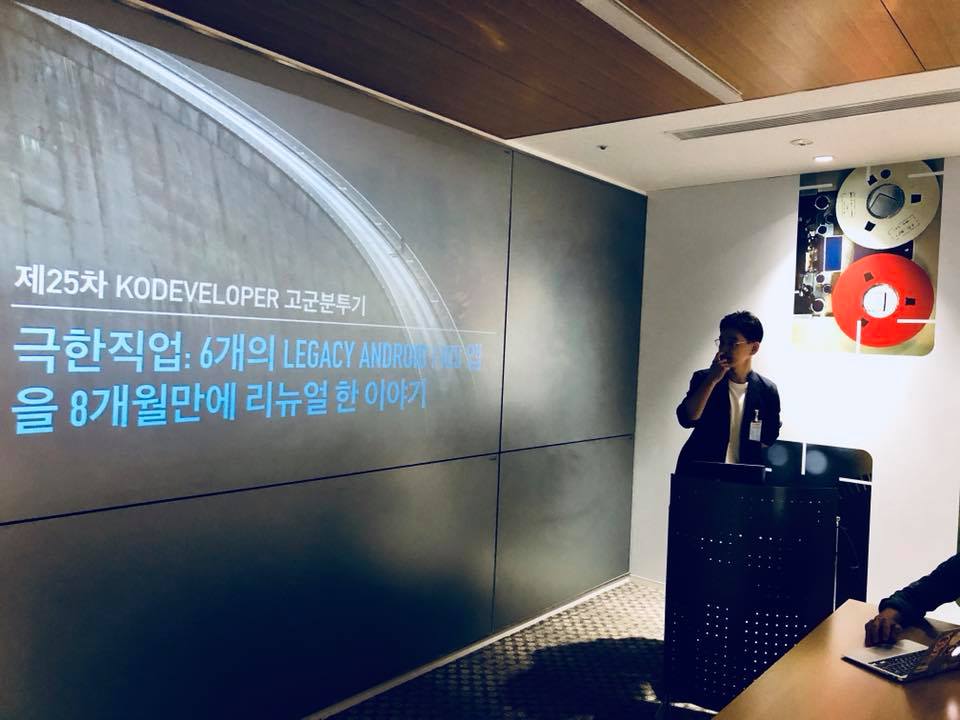 제25차 KODEVELOPER 고군분투기
극한직업: 6개의 LEGACY ANDROID 앱
을 8개월만에 리뉴얼 한 이야기